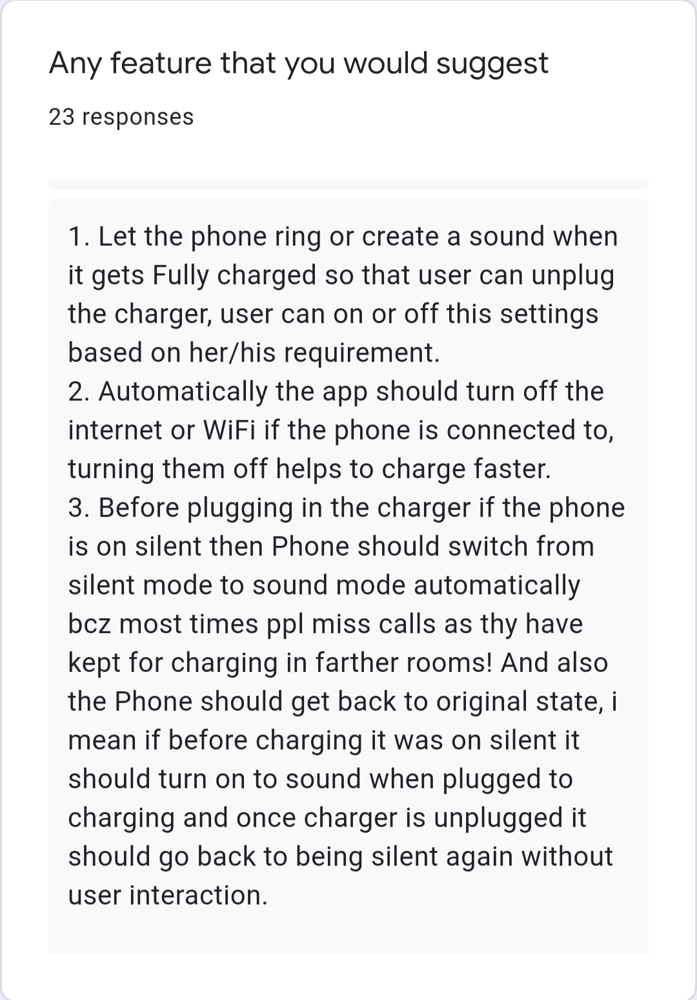 Any feature that you would suggest
23 responses
1. Let the phone ring or create a sound when
it gets Fully charged so that user can unplug
the charger, user can on or off this settings
based on her/his requirement.
2. Automatically the app should turn off the
internet or WiFi if the phone is connected to,
turning them off helps to charge faster.
3. Before plugging in the charger if the phone
is on silent then Phone should switch from
silent mode to sound mode automatically
bcz most times ppl miss calls as thy have
kept for charging in farther rooms! And also
the Phone should get back to original state, i
mean if before charging it was on silent it
should turn on to sound when plugged to
charging and once charger is unplugged it
should go back to being silent again without
user interaction.